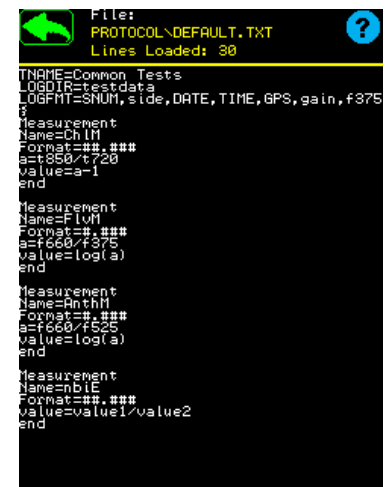 File:
PROTOCOL\DEFAULT.TXT
Lines Loaded: 30
?
TNAME=Common Tests
LOGDIR=testdata
LOGFMT=SNUM,side,DATE,TIME,GPS,gain,f375
Measurement
Name=ChlM
Format=##.###
a=t850/t720
value=a-1
end
Measurement
Name=FlvM
Format=#.###
a=f660/f375
value=log(a)
end
Measurement
Name=AnthM
Format=#.###
a=f660/f525
value=log(a)
end
Measurement
Name=nbiE
Format=##.###
value=value1/value2
end